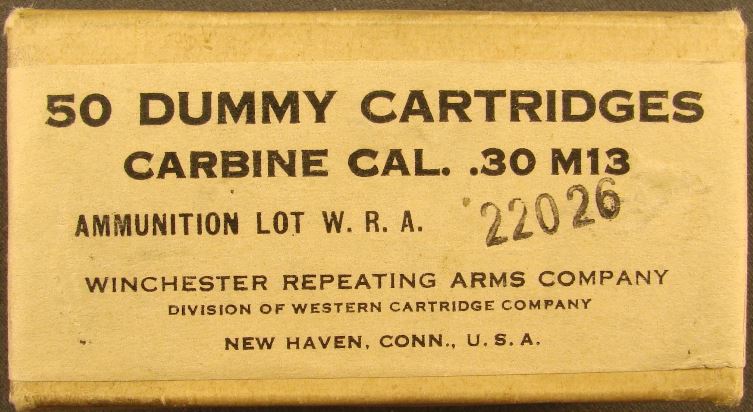 50 DUMMY CARTRIDGES
CARBINE CAL. .30 M13
AMMUNITION LOT W. R. A. 22026
WINCHESTER REPEATING ARMS COMPANY
DIVISION OF WESTERN CARTRIDGE COMPANY
NEW HAVEN, CONN., U. S. A.